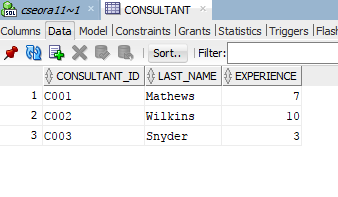 cseora11~1 CONSULTANT
Columns Data Model Constraints Grants Statistics Triggers Flash
Sort.. Filter:
CONSULTANT_ID LAST_NAME EXPERIENCE
1 C001 Mathews 7
2 C002 Wilkins 10
3 C003 Snyder 3